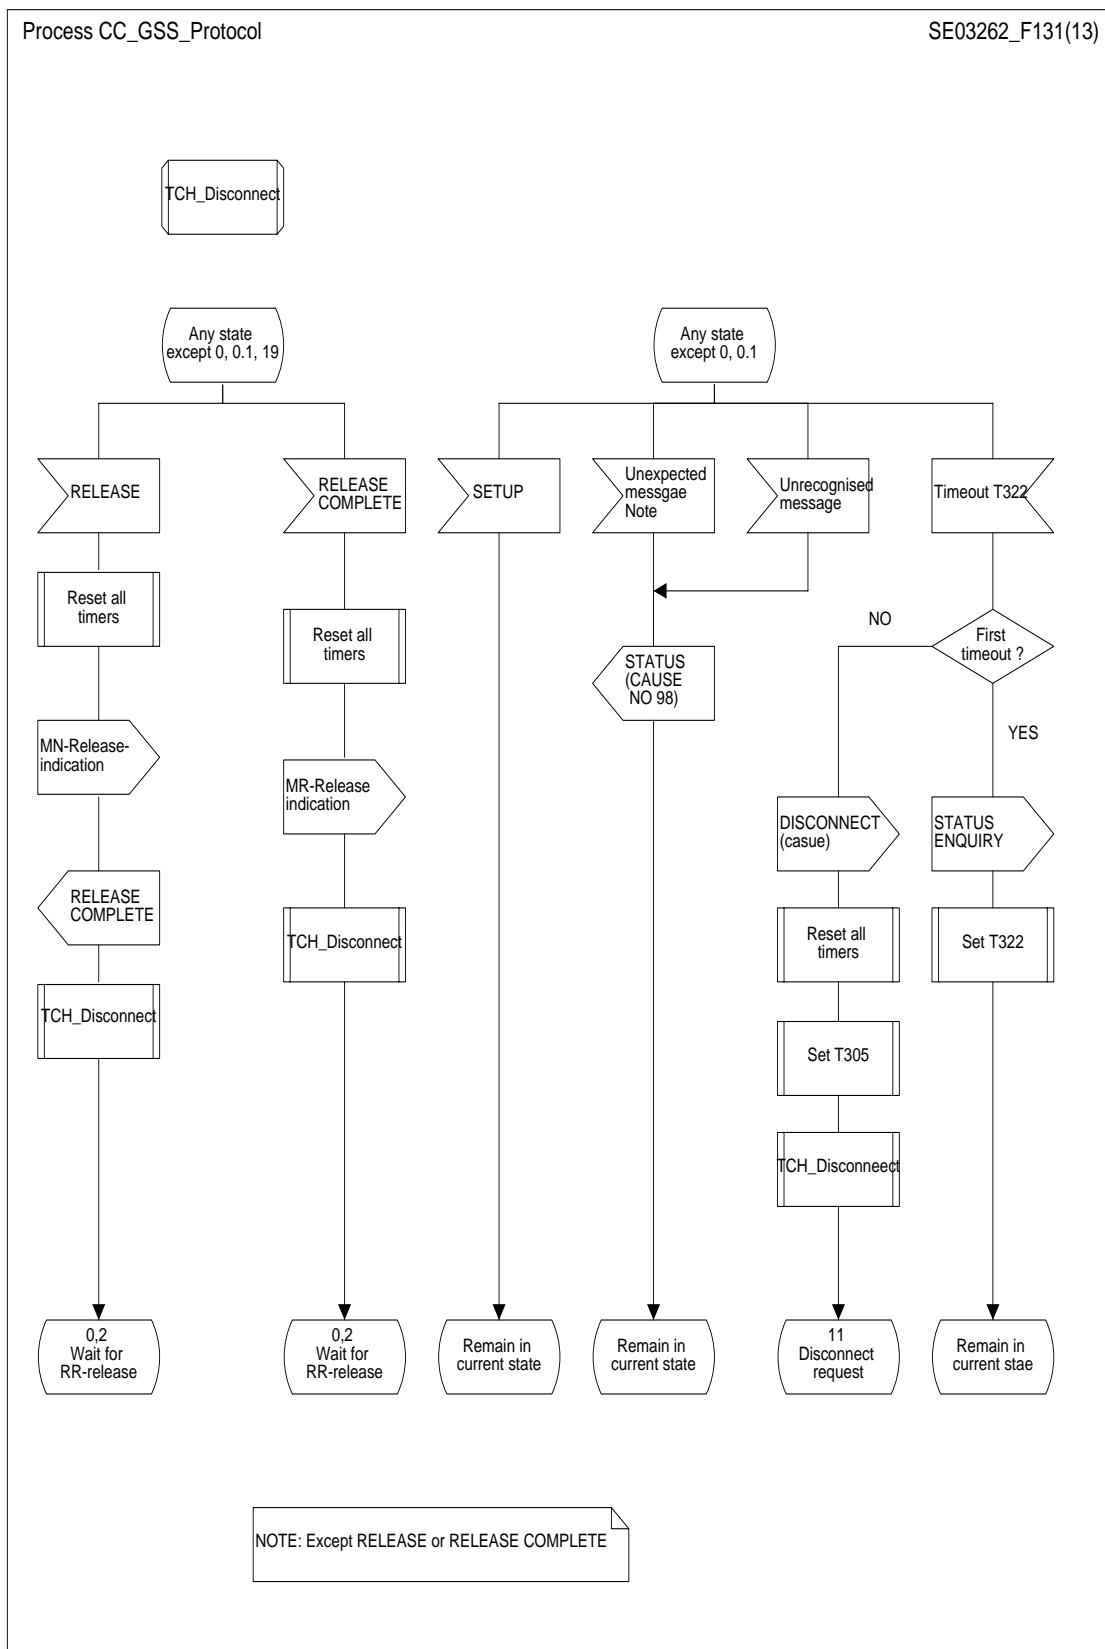 Process CC_GSS_Protocol
SE03262_F131(13)
TCH_Disconnect
Any state
except 0, 0.1, 19
Any state
except 0, 0.1
RELEASE
RELEASE
COMPLETE
SETUP
Unexpected
messgae
Note
Unrecognised
message
Timeout T322
Reset all
timers
Reset all
timers
NO
First
timeout ?
STATUS
(CAUSE
NO 98)
YES
MN-Release-
indication
MR-Release
indication
DISCONNECT
(casue)
STATUS
ENQUIRY
RELEASE
COMPLETE
TCH_Disconnect
Reset all
timers
Set T322
TCH_Disconnect
Set T305
TCH_Disconneect
0,2
Wait for
RR-release
0,2
Wait for
RR-release
Remain in
current state
Remain in
current state
11
Disconnect
request
Remain in
current stae
NOTE: Except RELEASE or RELEASE COMPLETE